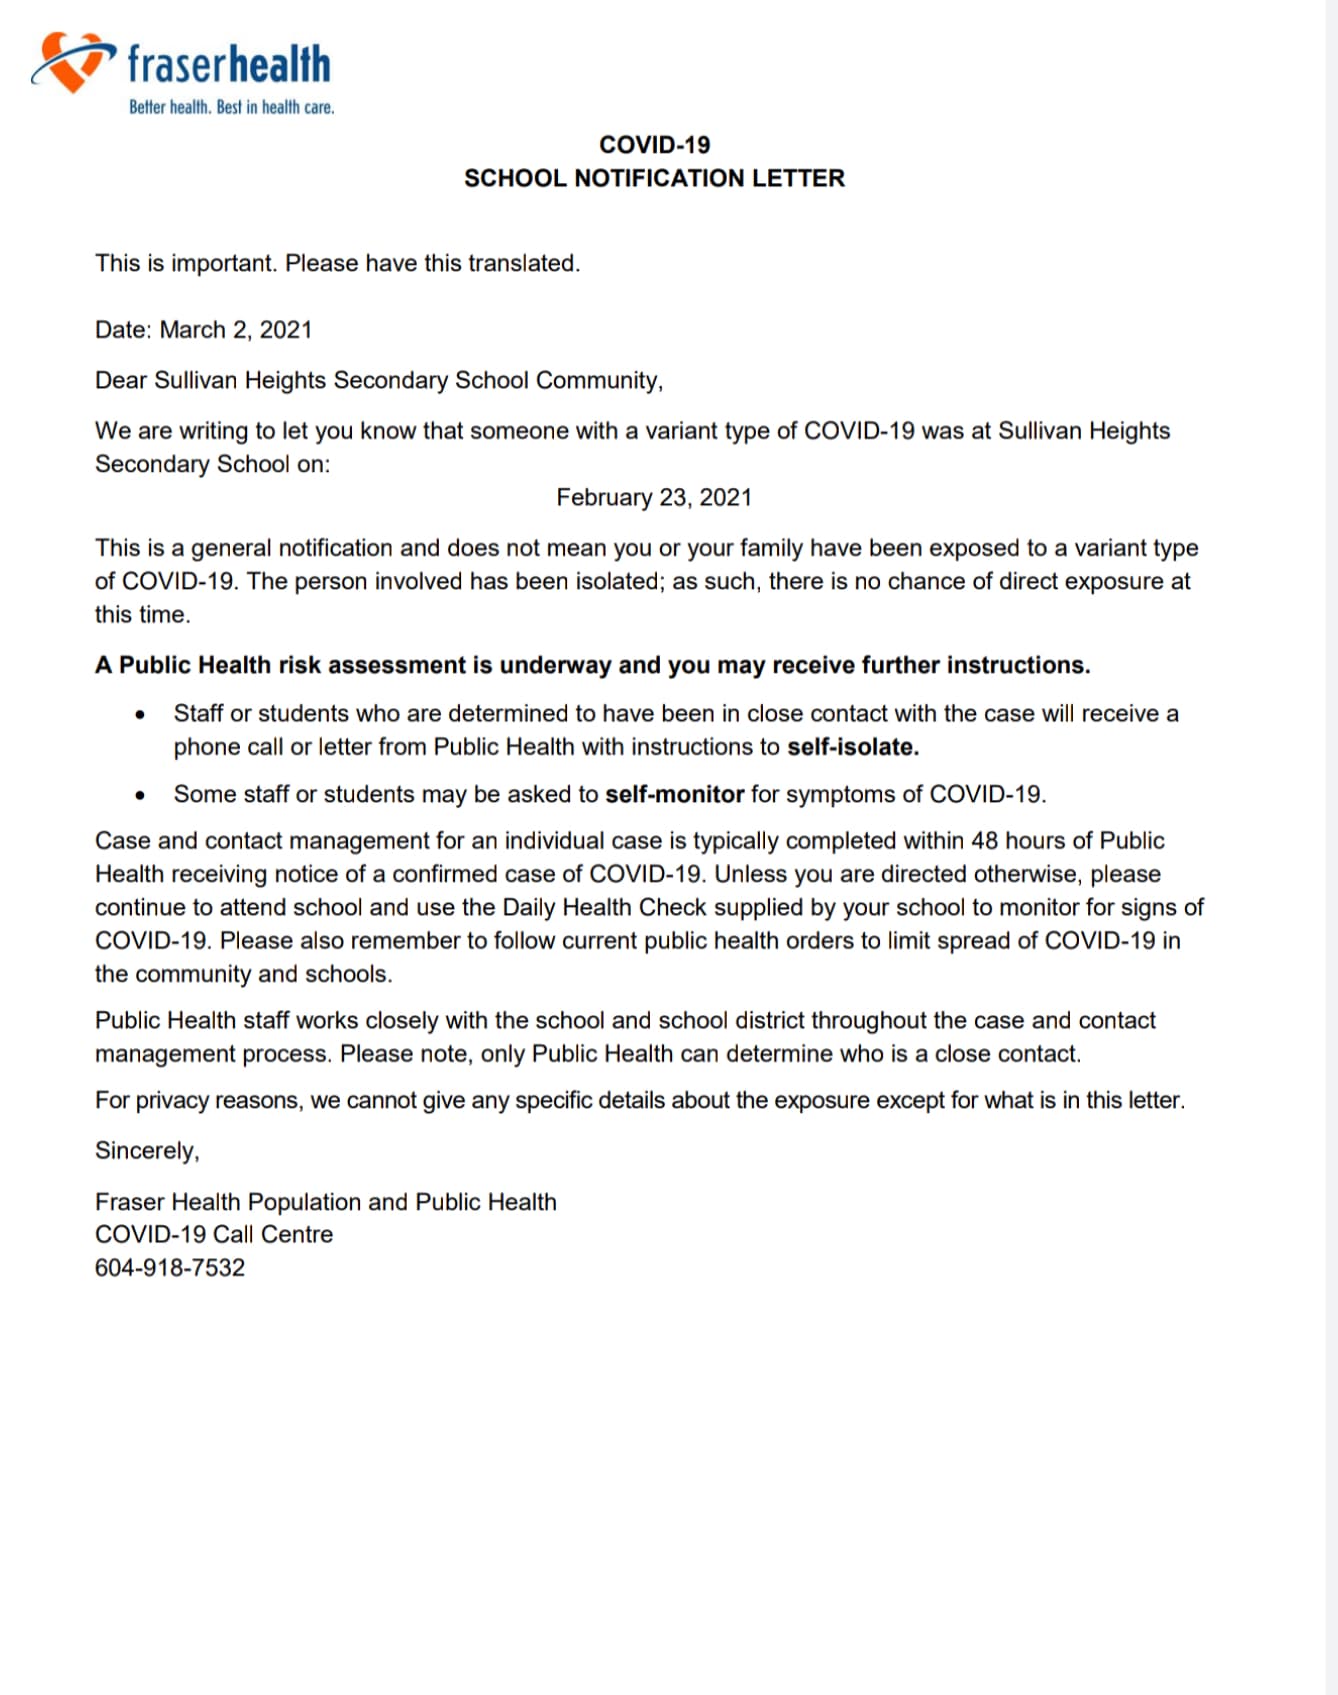 fraserhealth
Better health. Best in health care.
COVID-19
SCHOOL NOTIFICATION LETTER
This is important. Please have this translated.
Date: March 2, 2021
Dear Sullivan Heights Secondary School Community,
We are writing to let you know that someone with a variant type of COVID-19 was at Sullivan Heights
Secondary School on:
February 23, 2021
This is a general notification and does not mean you or your family have been exposed to a variant type
of COVID-19. The person involved has been isolated; as such, there is no chance of direct exposure at
this time.
A Public Health risk assessment is underway and you may receive further instructions.
• Staff or students who are determined to have been in close contact with the case will receive a
phone call or letter from Public Health with instructions to self-isolate.
• Some staff or students may be asked to self-monitor for symptoms of COVID-19.
Case and contact management for an individual case is typically completed within 48 hours of Public
Health receiving notice of a confirmed case of COVID-19. Unless you are directed otherwise, please
continue to attend school and use the Daily Health Check supplied by your school to monitor for signs of
COVID-19. Please also remember to follow current public health orders to limit spread of COVID-19 in
the community and schools.
Public Health staff works closely with the school and school district throughout the case and contact
management process. Please note, only Public Health can determine who is a close contact.
For privacy reasons, we cannot give any specific details about the exposure except for what is in this letter.
Sincerely,
Fraser Health Population and Public Health
COVID-19 Call Centre
604-918-7532